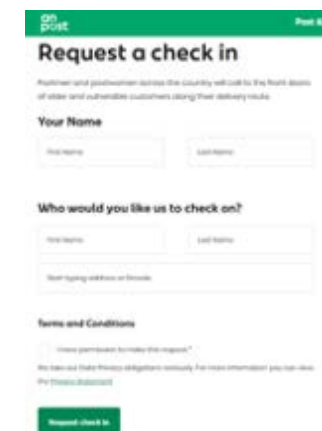 an
post
Post &
Request a check in
Postmen and postwomen across the country will call to the front doors
of older and vulnerable customers along their delivery route.
Your Name
First Name
Last Name
Who would you like us to check on?
First Name
Last Name
Start typing address or Eircode
Terms and Conditions
I have permission to make this request *
We take our Data Privacy obligations seriously. For more information you can view
the Privacy Statement
Request check in